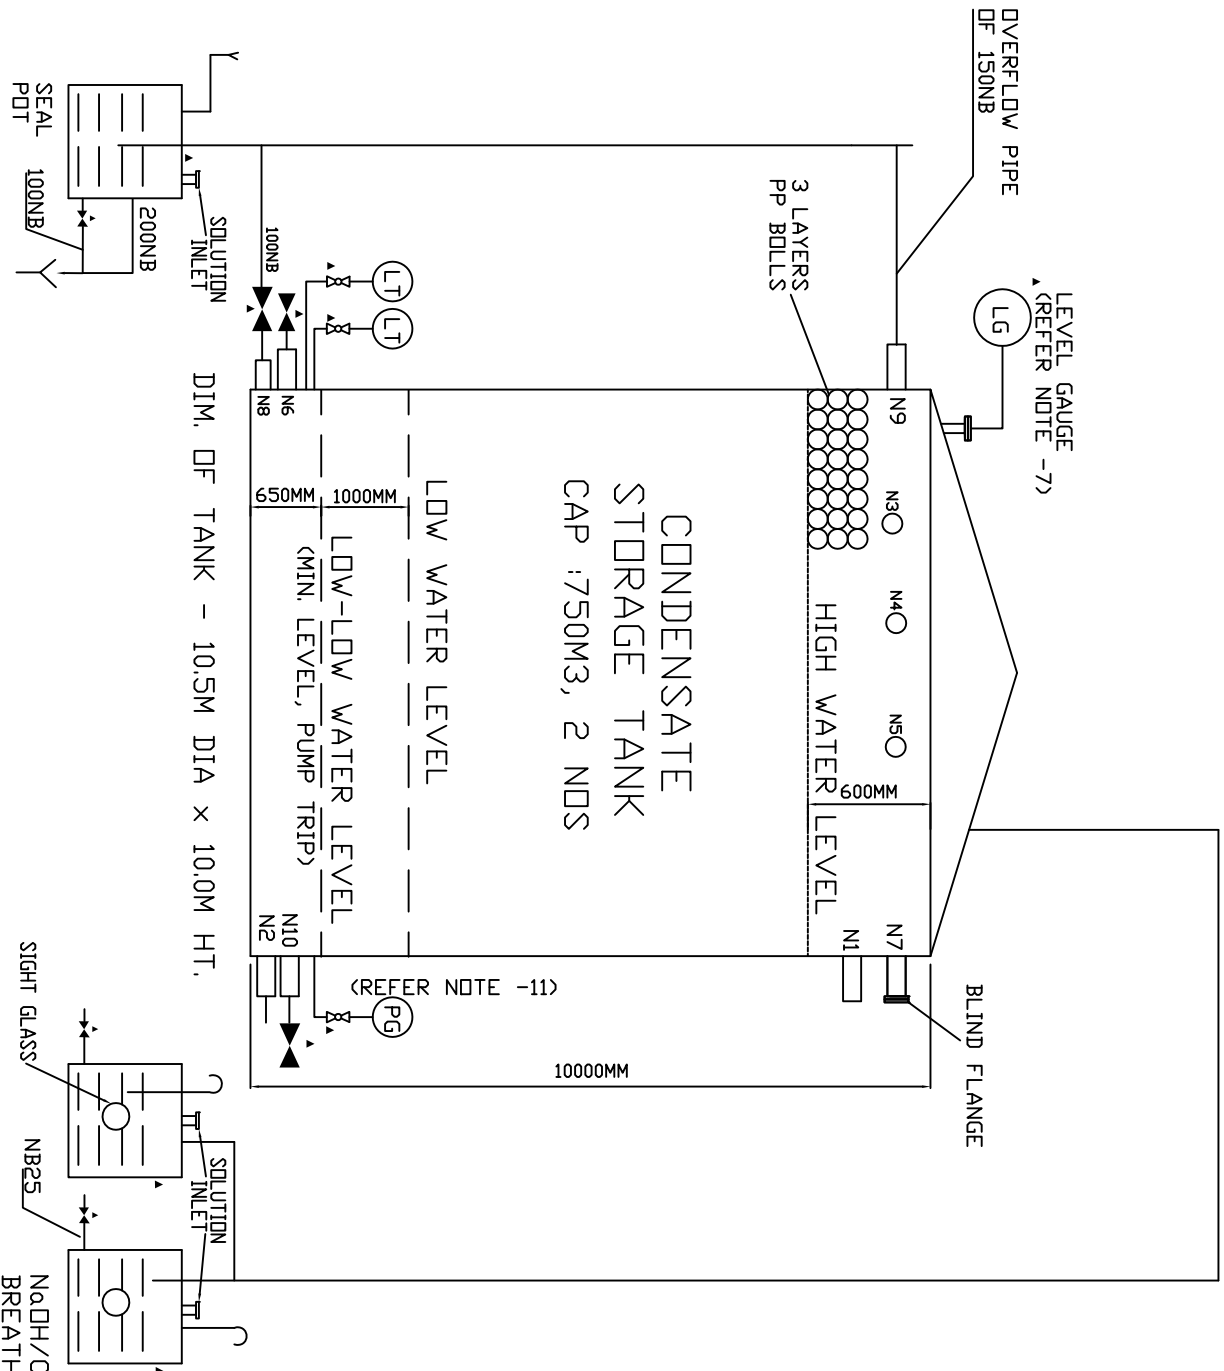 OVERFLOW PIPE
OF 150NB
LEVEL GAUGE
(REFER NOTE -7)
LG
3 LAYERS
PP BOLLS
N9
N3
N4
N5
N7
N1
BLIND FLANGE
600MM
HIGH WATER LEVEL
CONDENSATE
STORAGE TANK
CAP :750M3, 2 NOS
LOW WATER LEVEL
1000MM
LOW-LOW WATER LEVEL
(MIN. LEVEL, PUMP TRIP)
650MM
LT
LT
N6
N8
100NB
N10
N2
PG
(REFER NOTE -11)
10000MM
DIM. OF TANK - 10.5M DIA x 10.0M HT.
SOLUTION
INLET
200NB
100NB
SEAL
POT
SIGHT GLASS
SOLUTION
INLET
NB25
NaOH/C
BREATH